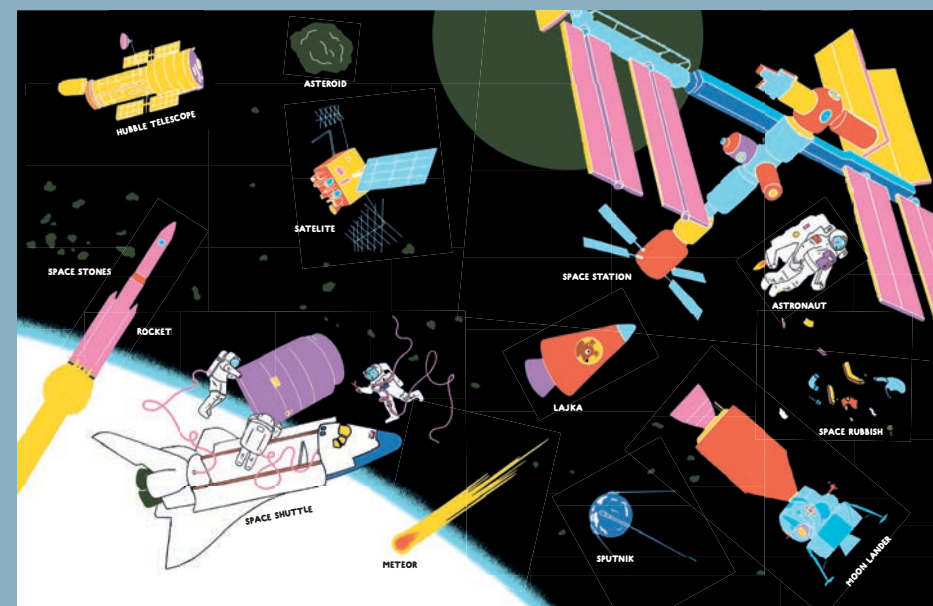 HUBBLE TELESCOPE
ASTEROID
SATELITE
SPACE STONES
ROCKET
SPACE STATION
ASTRONAUT
LAJKA
SPACE RUBBISH
SPACE SHUTTLE
METEOR
SPUTNIK
MOON LANDER